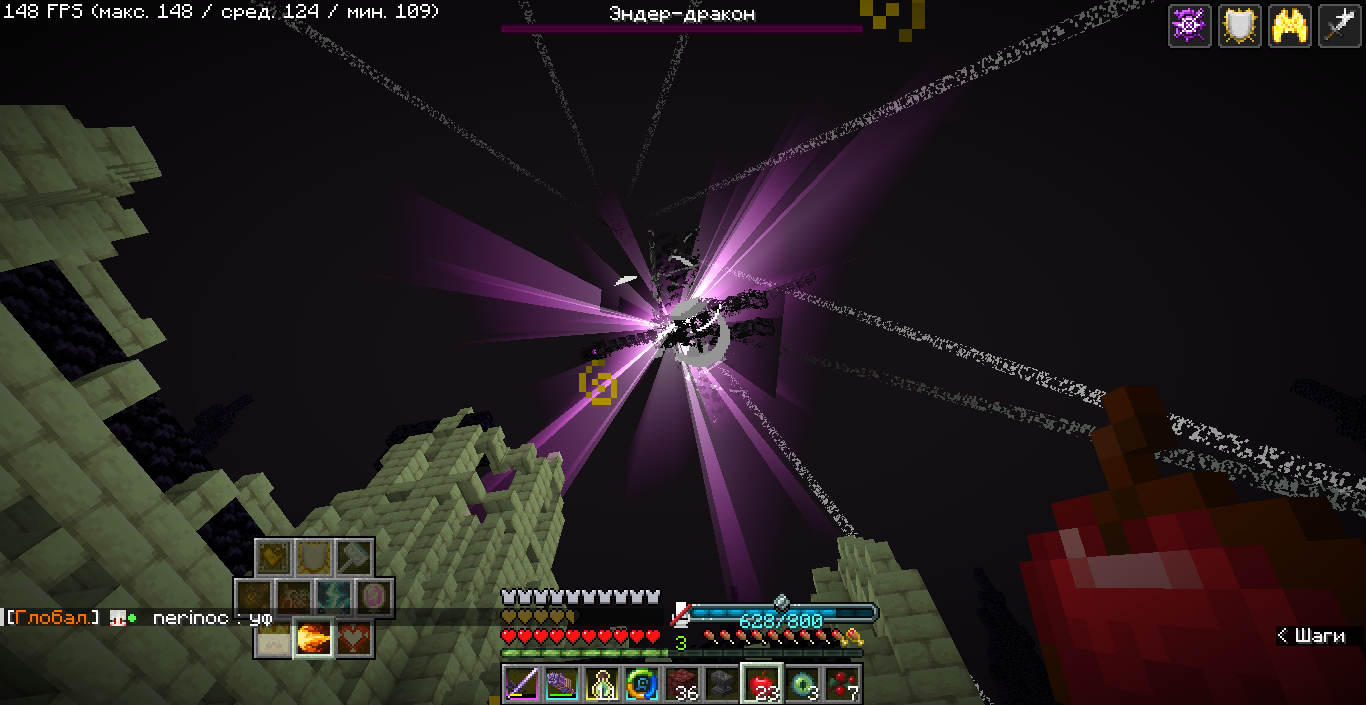 148 FPS (макс. 148 / сред. 124 / мин. 109)
Эндер-дракон
[Глобал.] nerinoc : уф
628/800
< Шаги
3
36
23
3
7